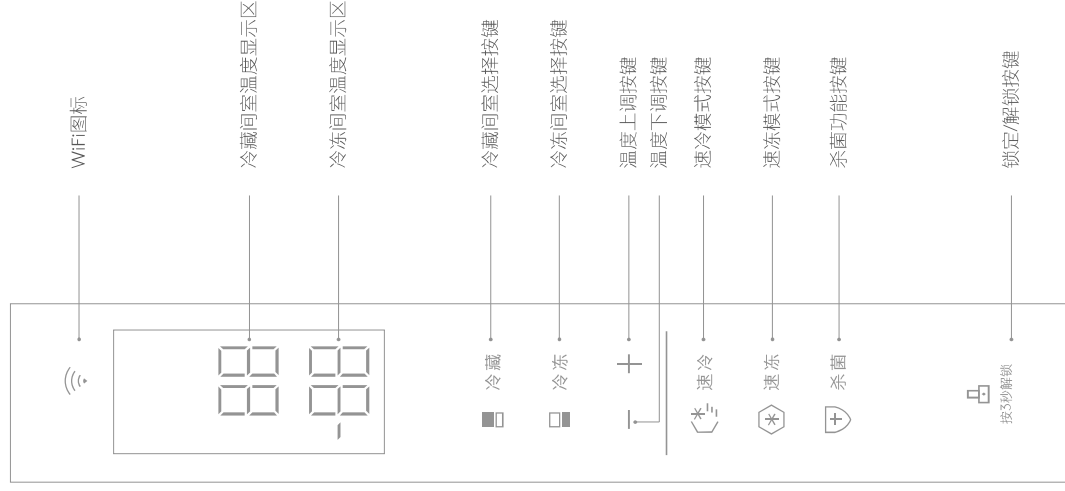 WiFi图标
冷藏间室温度显示区
冷冻间室温度显示区
冷藏间室选择按键
冷冻间室选择按键
温度上调按键
温度下调按键
速冷模式按键
速冻模式按键
杀菌功能按键
锁定/解锁按键
88
-88
冷藏
冷冻
速冷
速冻
杀菌
按3秒解锁